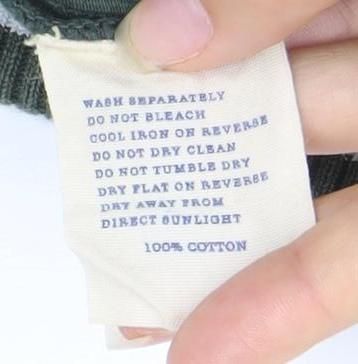 WASH SEPARATELY
DO NOT BLEACH
COOL IRON ON REVERSE
DO NOT DRY CLEAN
DO NOT TUMBLE DRY
DRY FLAT ON REVERSE
DRY AWAY FROM
DIRECT SUNLIGHT
100% COTTON